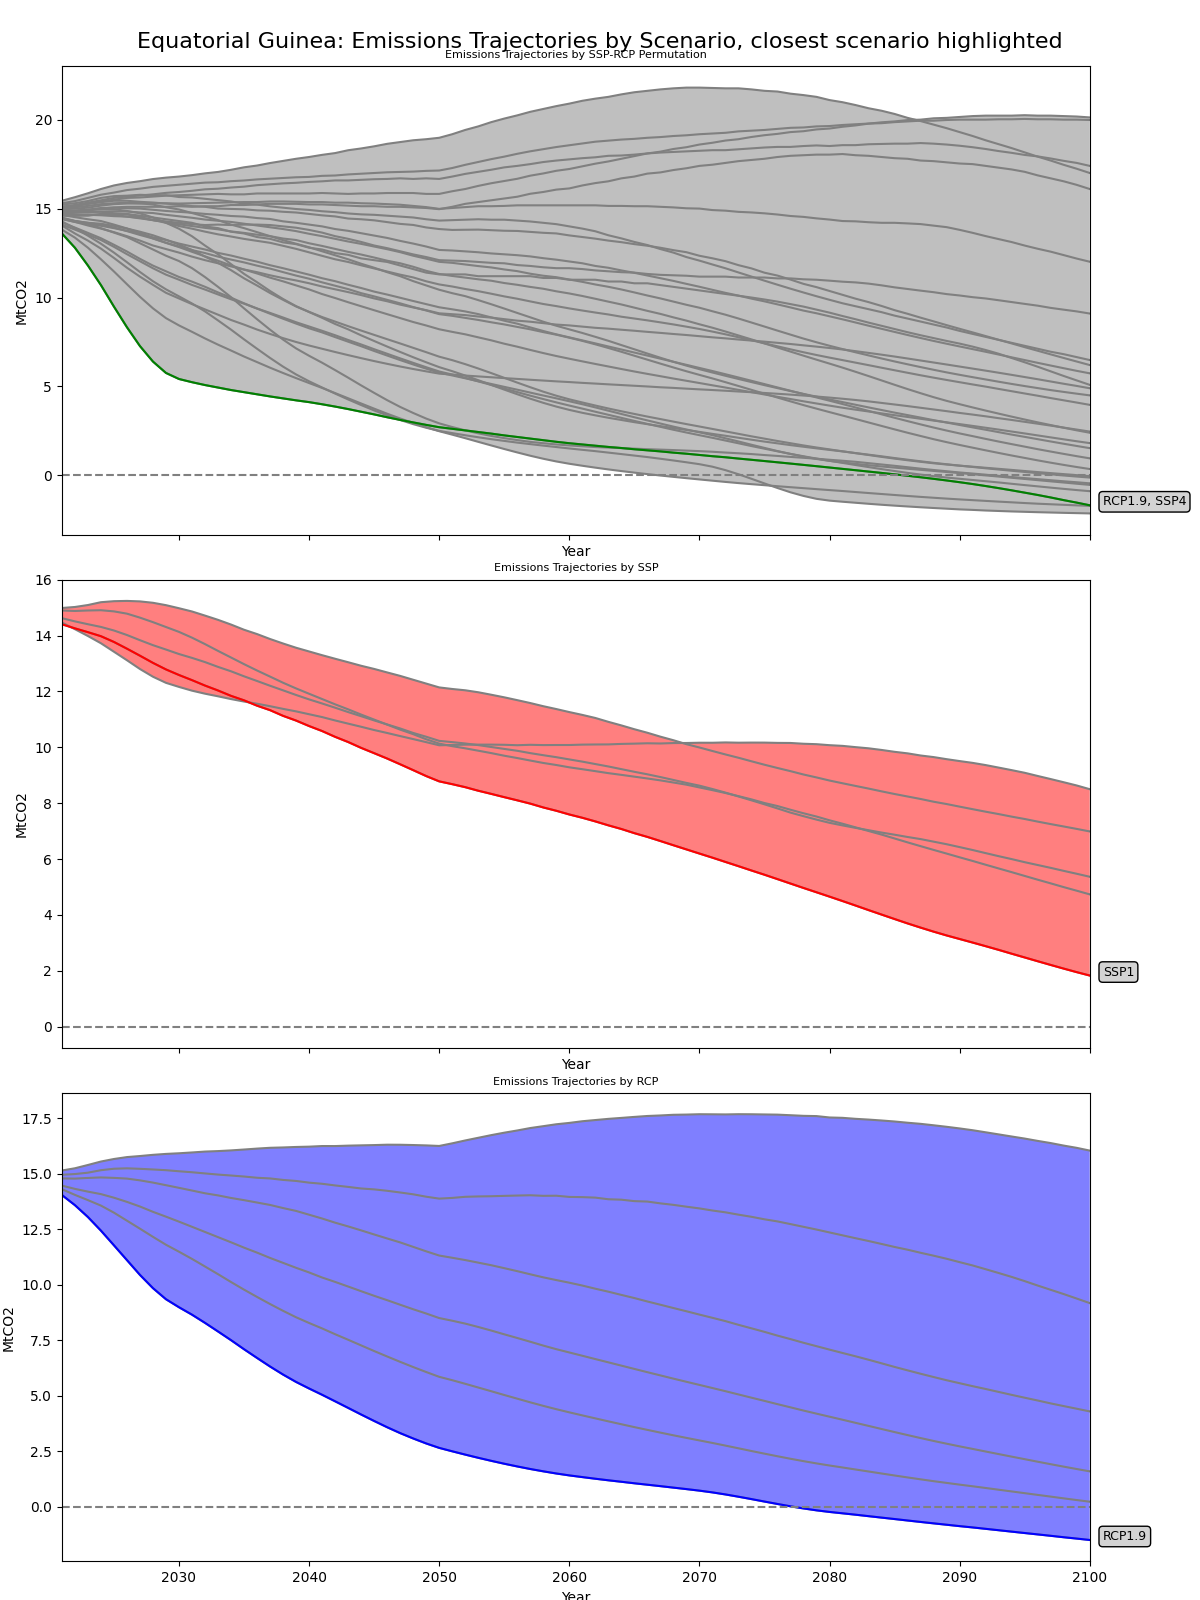 Equatorial Guinea: Emissions Trajectories by Scenario, closest scenario highlighted
Emissions Trajectories by SSP-RCP Permutation
20
15
10
5
0
MtCO2
RCP1.9, SSP4
Year
Emissions Trajectories by SSP
16
14
12
10
8
6
4
2
0
MtCO2
SSP1
Year
Emissions Trajectories by RCP
17.5
15.0
12.5
10.0
7.5
5.0
2.5
0.0
MtCO2
RCP1.9
2030 2040 2050 2060 2070 2080 2090 2100
Year